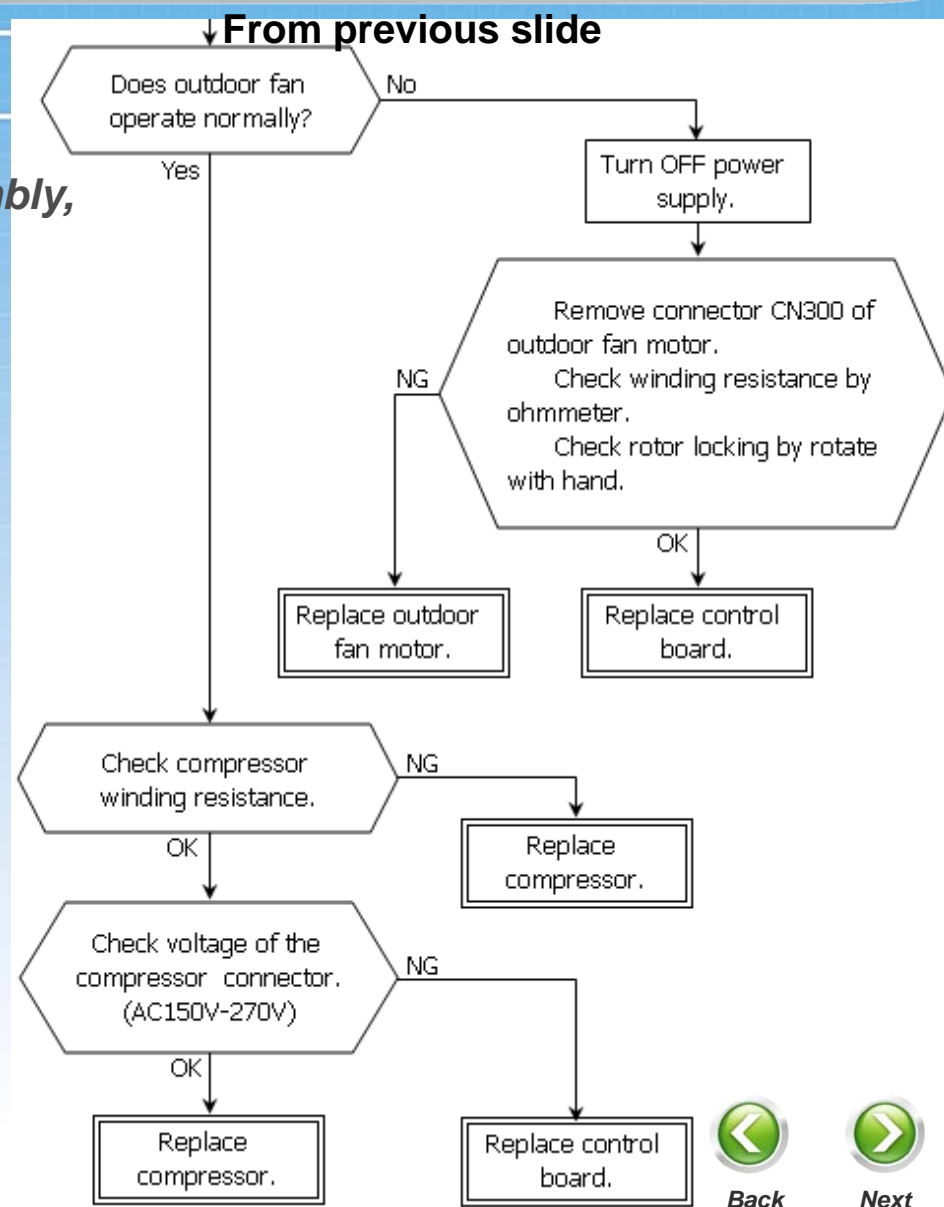 From previous slide
Does outdoor fan
operate normally?
No
Yes
Turn OFF power
supply.
Remove connector CN300 of
outdoor fan motor.
Check winding resistance by
ohmmeter.
Check rotor locking by rotate
with hand.
NG
OK
Replace outdoor
fan motor.
Replace control
board.
Check compressor
winding resistance.
NG
OK
Replace
compressor.
Check voltage of the
compressor connector.
(AC150V-270V)
NG
OK
Replace
compressor.
Replace control
board.
Back
Next